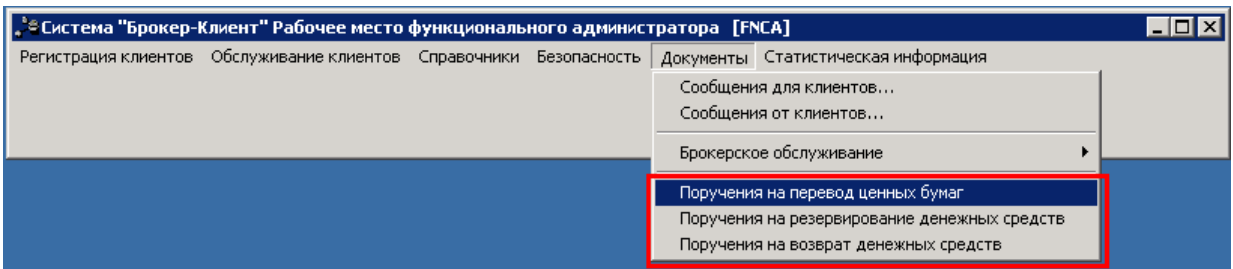 Система "Брокер-Клиент" Рабочее место функционального администратора [FNCA]
Регистрация клиентов Обслуживание клиентов Справочники Безопасность Документы Статистическая информация
Сообщения для клиентов...
Сообщения от клиентов...
Брокерское обслуживание
Поручения на перевод ценных бумаг
Поручения на резервирование денежных средств
Поручения на возврат денежных средств